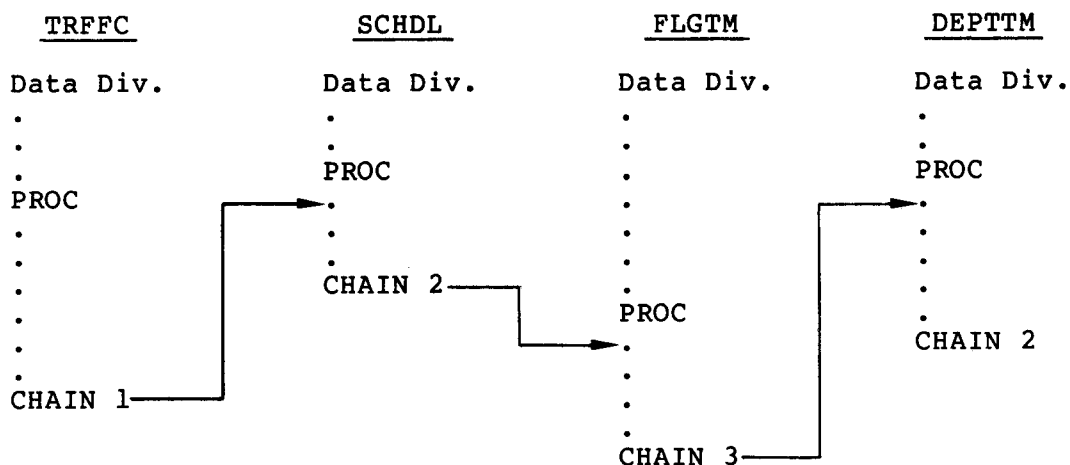 TRFFC
Data Div.
.
.
.
PROC
.
.
.
.
.
.
CHAIN 1
SCHDL
Data Div.
.
.
PROC
.
.
.
CHAIN 2
FLGTM
Data Div.
.
.
.
.
.
.
.
PROC
.
.
.
.
CHAIN 3
DEPTTM
Data Div.
.
.
PROC
.
.
.
.
.
CHAIN 2